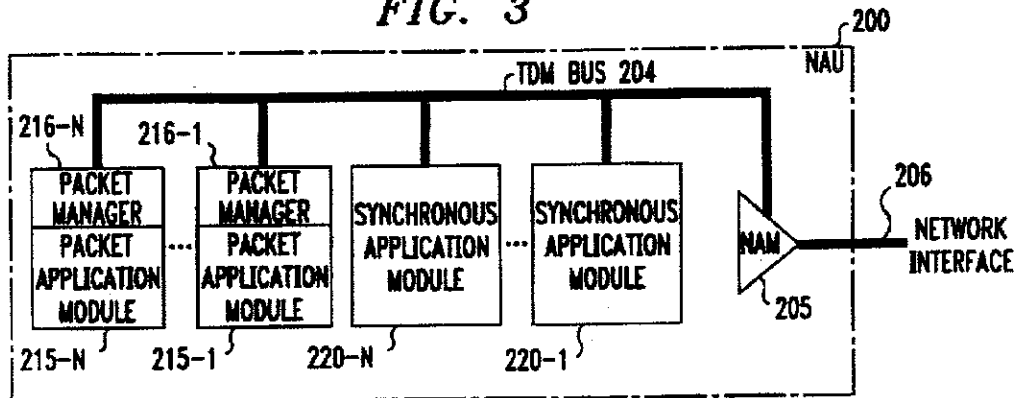 FIG. 3
200
NAU
TDM BUS 204
216-N
216-1
PACKET
MANAGER
PACKET
APPLICATION
MODULE
PACKET
MANAGER
PACKET
APPLICATION
MODULE
SYNCHRONOUS
APPLICATION
MODULE
SYNCHRONOUS
APPLICATION
MODULE
...
...
NAM
206
NETWORK
INTERFACE
205
215-N
215-1
220-N
220-1